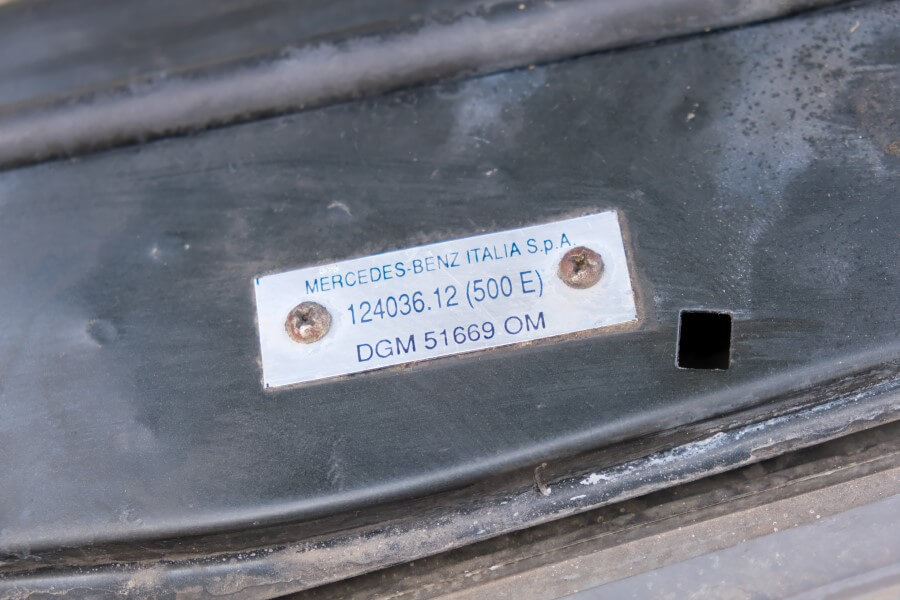 MERCEDES-BENZ ITALIA S.p.A.
124036.12 (500 E)
DGM 51669 OM